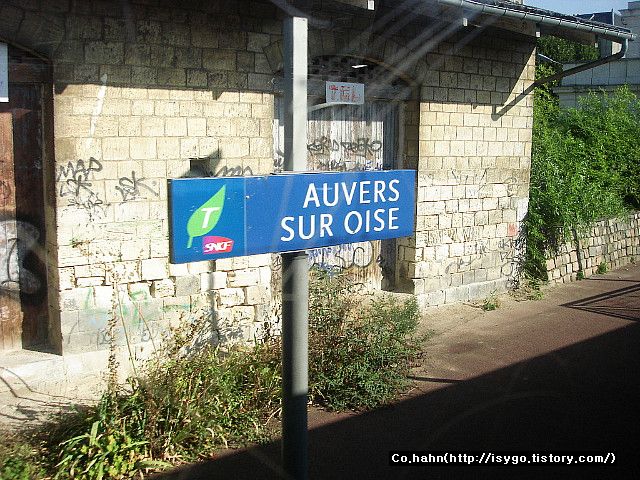 AUVERS
SUR OISE
T
SNCF
Co.hahn(http://isygo.tistory.com/)